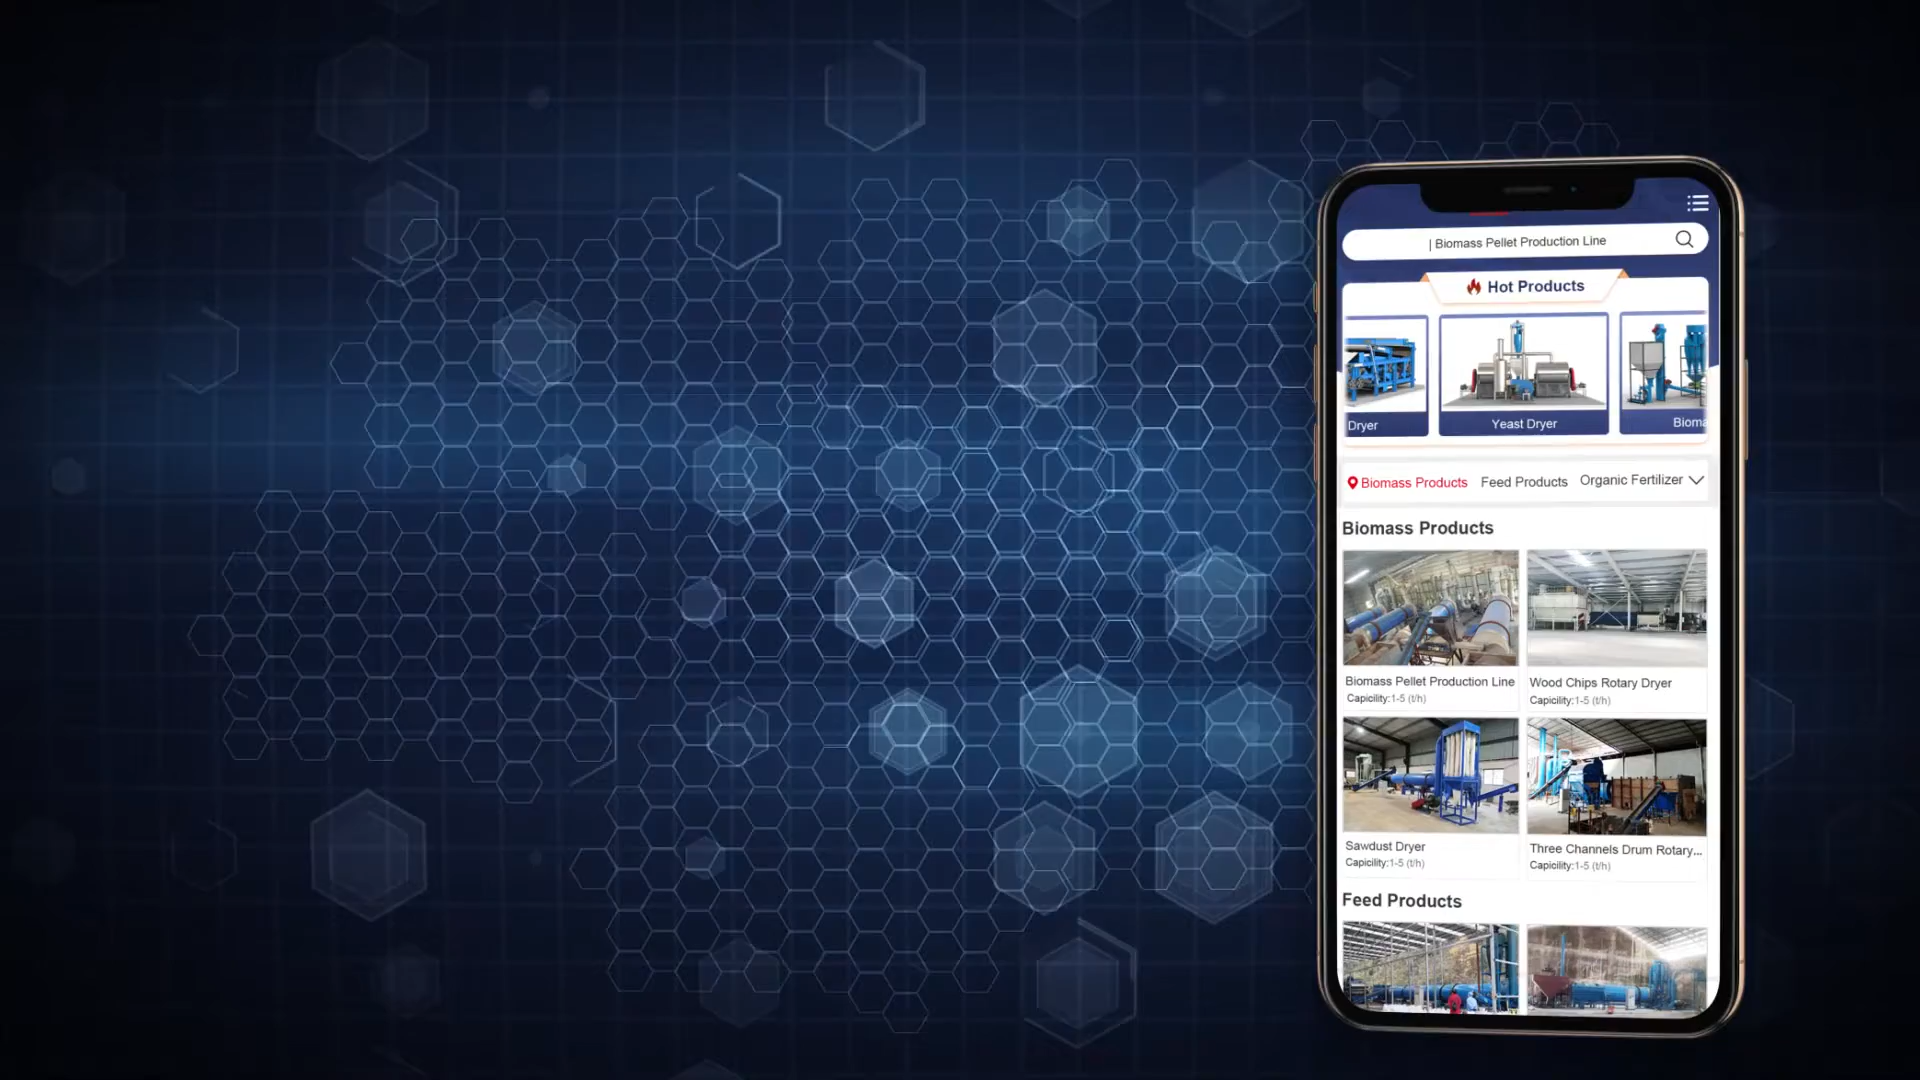 Biomass Pellet Production Line
Hot Products
Dryer
Yeast Dryer
Biomass Products
Feed Products
Organic Fertilizer
Biomass Products
Biomass Pellet Production Line
Capicility:1-5 (t/h)
Wood Chips Rotary Dryer
Capicility:1-5 (t/h)
Sawdust Dryer
Capicility:1-5 (t/h)
Three Channels Drum Rotary...
Capicility:1-5 (t/h)
Feed Products